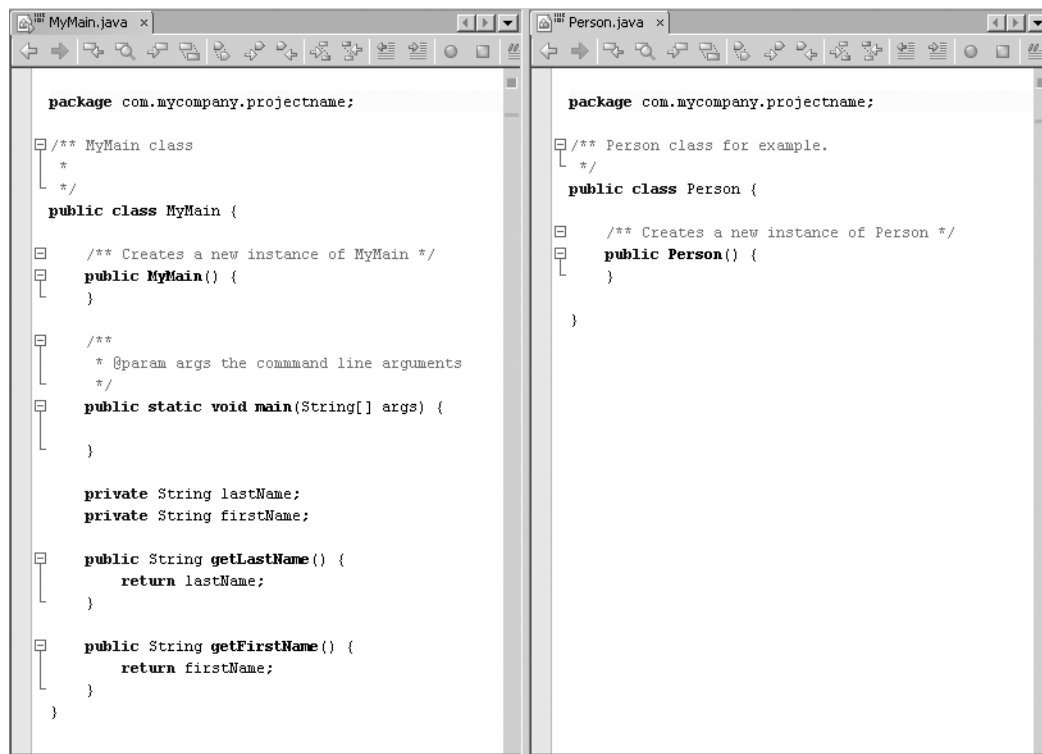 MyMain.java
package com.mycompany.projectname;
/** MyMain class
*
*/
public class MyMain {
/** Creates a new instance of MyMain */
public MyMain() {
}
/**
* @param args the commmand line arguments
*/
public static void main(String[] args) {
}
private String lastName;
private String firstName;
public String getLastName() {
return lastName;
}
public String getFirstName() {
return firstName;
}
}
Person.java
package com.mycompany.projectname;
/** Person class for example.
*/
public class Person {
/** Creates a new instance of Person */
public Person() {
}
}